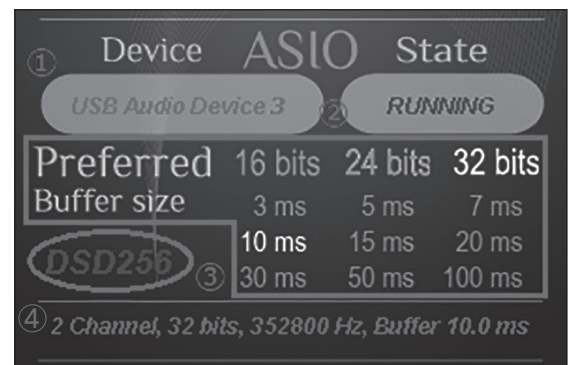 Device ASIO State
① USB Audio Device 3 ② RUNNING
Preferred 16 bits 24 bits 32 bits
Buffer size 3 ms 5 ms 7 ms
10 ms 15 ms 20 ms
DSD256 ③ 30 ms 50 ms 100 ms
④ 2 Channel, 32 bits, 352800 Hz, Buffer 10.0 ms